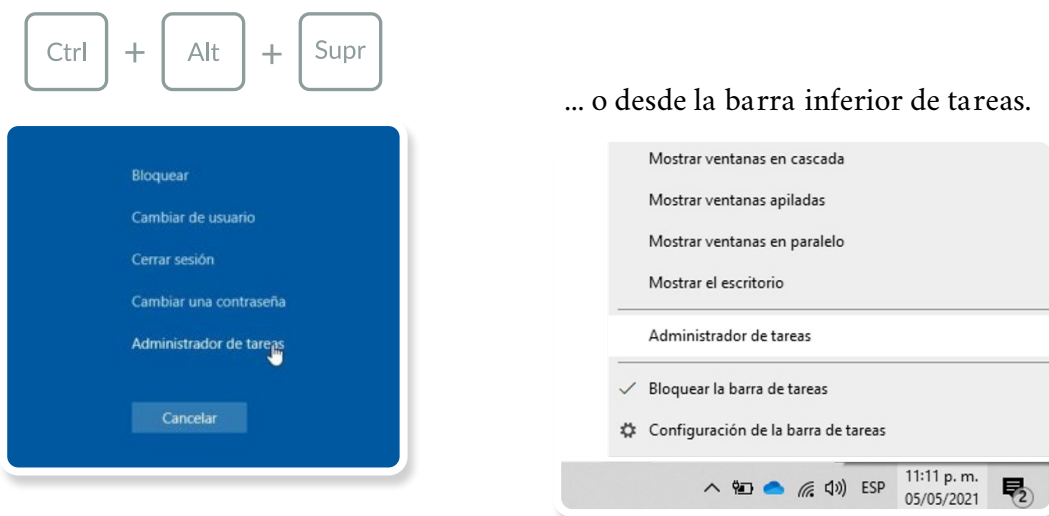 Ctrl + Alt + Supr
Bloquear
Cambiar de usuario
Cerrar sesión
Cambiar una contraseña
Administrador de tareas
Cancelar
... o desde la barra inferior de tareas.
Mostrar ventanas en cascada
Mostrar ventanas apiladas
Mostrar ventanas en paralelo
Mostrar el escritorio
Administrador de tareas
Bloquear la barra de tareas
Configuración de la barra de tareas
ESP
11:11 p. m.
05/05/2021
2